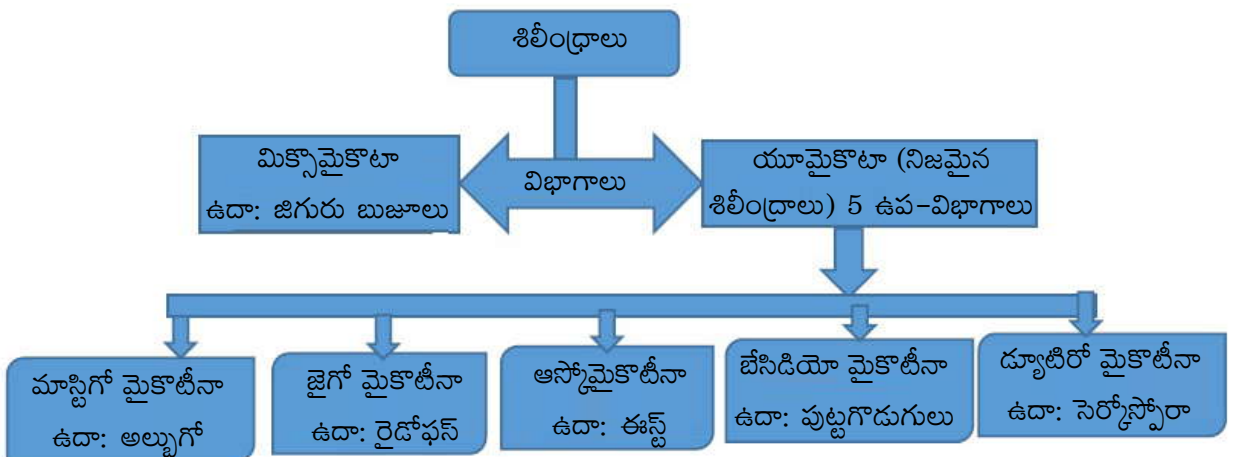 శిలీంధ్రాలు
మిక్సొమైకొటా
ఉదా: జిగురు బుజూలు
విభాగాలు
యూమైకొటా (నిజమైన
శిలీంద్రాలు) 5 ఉప-విభాగాలు
మాస్టిగో మైకొటీనా
ఉదా: అల్బుగో
జైగో మైకొటీనా
ఉదా: రైడోఫస్
ఆస్కోమైకొటీనా
ఉదా: ఈస్ట్
బేసిడియో మైకొటీనా
ఉదా: పుట్టగొడుగులు
డ్యూటిరో మైకొటీనా
ఉదా: సెర్కోస్పోరా